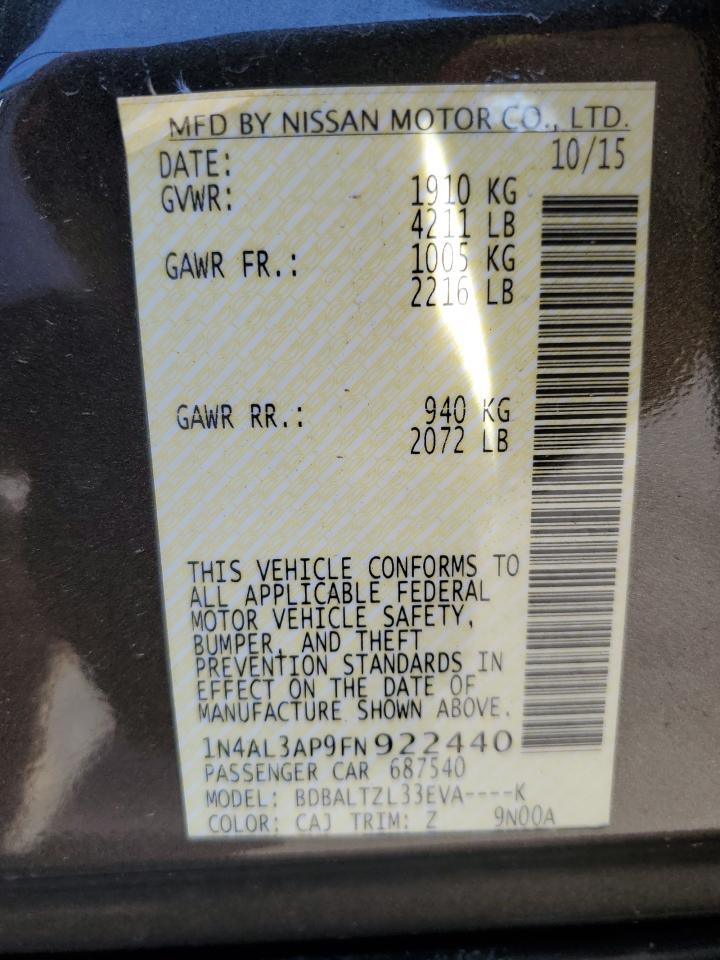 MFD BY NISSAN MOTOR CO., LTD.
DATE: 10/15
GVWR: 1910 KG
4211 LB
GAWR FR.: 1005 KG
2216 LB
GAWR RR.: 940 KG
2072 LB
THIS VEHICLE CONFORMS TO
ALL APPLICABLE FEDERAL
MOTOR VEHICLE SAFETY,
BUMPER, AND THEFT
PREVENTION STANDARDS IN
EFFECT ON THE DATE OF
MANUFACTURE SHOWN ABOVE.
1N4AL3AP9FN922440
PASSENGER CAR 687540
MODEL: BDBALTZL33EVA----K
COLOR: CAJ TRIM: Z 9N00A